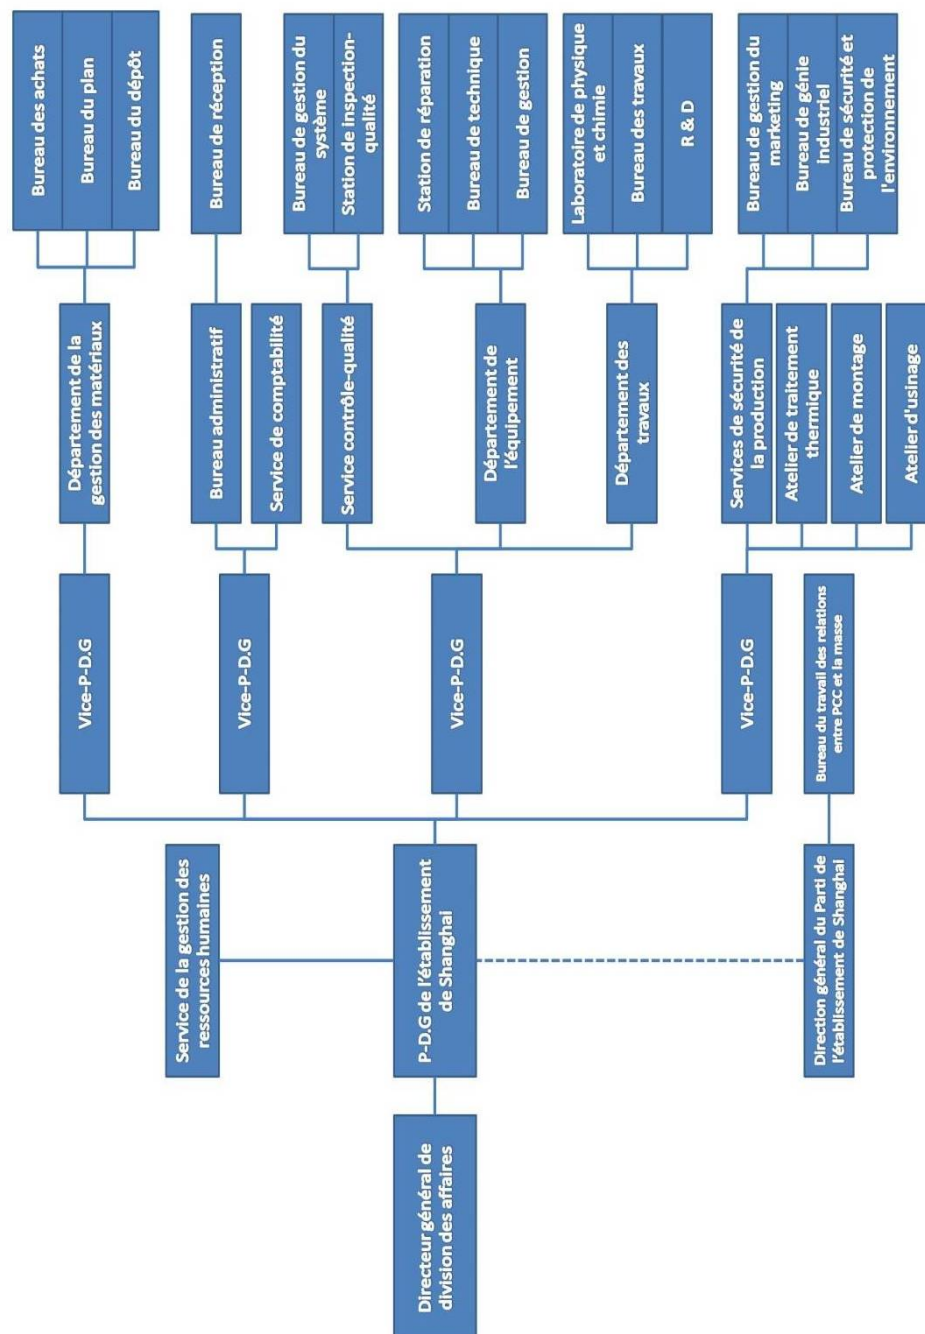 Directeur général de
division des affaires
Service de la gestion des
ressources humaines
P-D.G de l'établissement
de Shanghai
Direction général du Parti de
l'établissement de Shanghai
Vice-P-D.G
Vice-P-D.G
Vice-P-D.G
Vice-P-D.G
Bureau du travail des relations
entre PCC et la masse
Département de la
gestion des matériaux
Bureau administratif
Service de comptabilité
Service contrôle-qualité
Département de
l'équipement
Département des
travaux
Services de sécurité de
la production
Atelier de traitement
thermique
Atelier de montage
Atelier d'usinage
Bureau des achats
Bureau du plan
Bureau du dépôt
Bureau de réception
Bureau de gestion du
système
Station de inspection-
qualité
Station de réparation
Bureau de technique
Bureau de gestion
Laboratoire de physique
et chimie
Bureau des travaux
R & D
Bureau de gestion du
marketing
Bureau de génie
industriel
Bureau de sécurité et
protection de
l'environnement